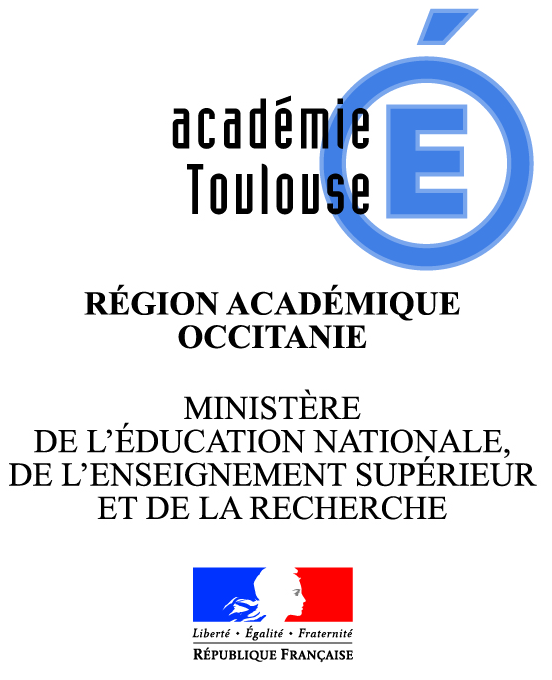 académie
Toulouse
É
RÉGION ACADÉMIQUE
OCCITANIE
MINISTÈRE
DE L’ÉDUCATION NATIONALE,
DE L’ENSEIGNEMENT SUPÉRIEUR
ET DE LA RECHERCHE
Liberté • Égalité • Fraternité
RÉPUBLIQUE FRANÇAISE